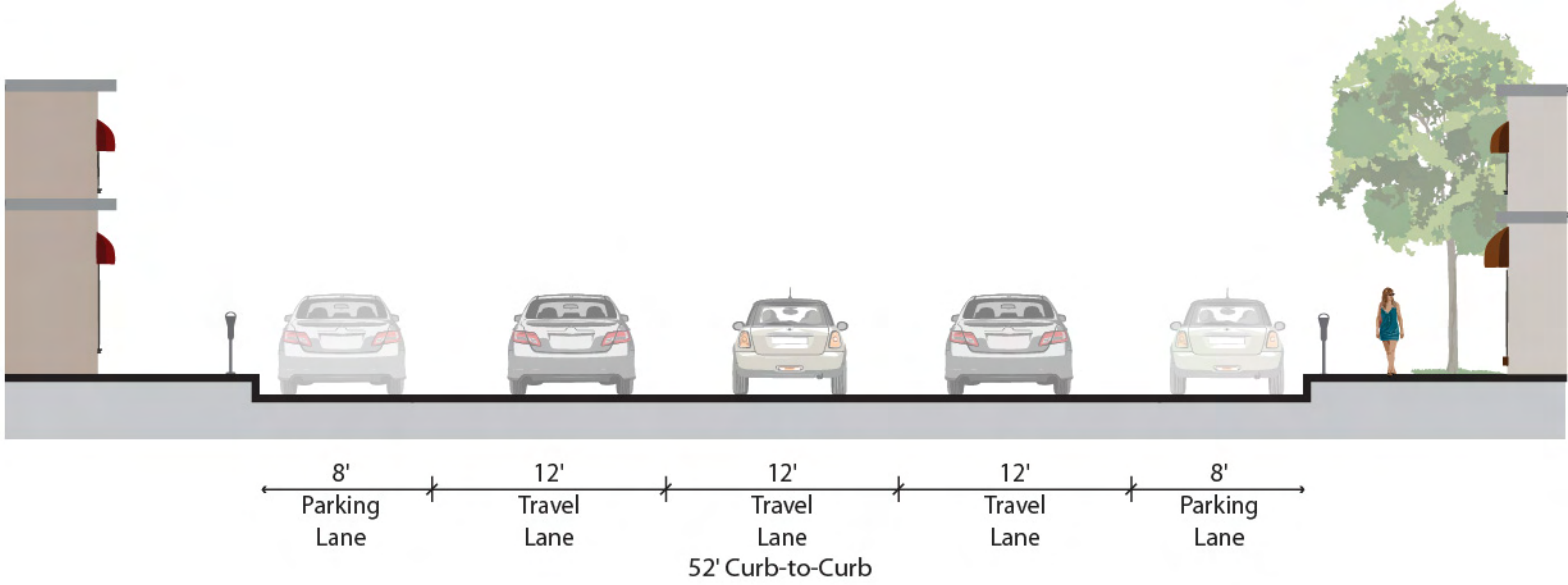 8' 12' 12' 12' 8'
Parking Travel Travel Travel Parking
Lane Lane Lane Lane Lane
52' Curb-to-Curb